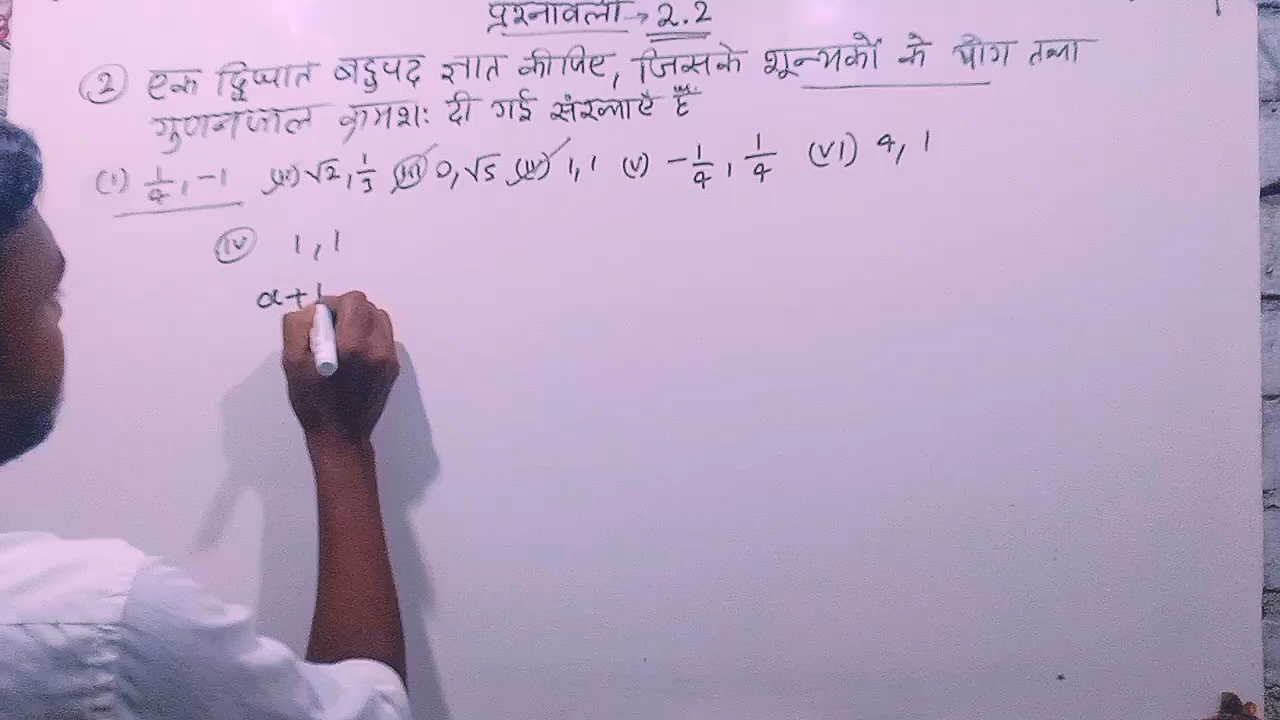 प्रश्नावली → 2.2
② एक द्विघात बहुपद ज्ञात कीजिए, जिसके शून्यकों के योग तथा
गुणनफल क्रमशः दी गई संख्याएँ हैं
(i) 1/4, -1 (ii) √2, 1/3 (iii) 0, √5 (iv) 1, 1 (v) -1/4, 1/4 (vi) 4, 1
(iv) 1, 1
α+